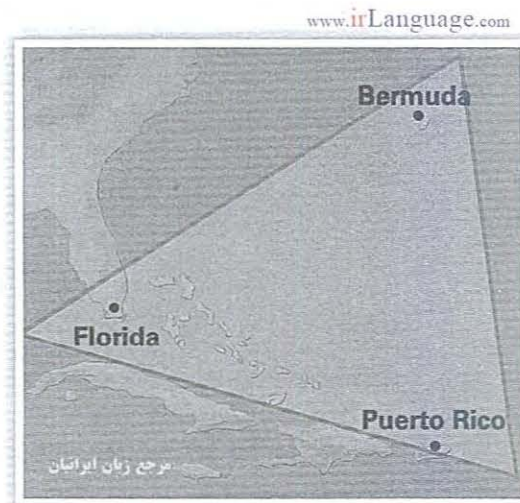 www.irLanguage.com
Bermuda
Florida
Puerto Rico
مرجع زبان ایرانیان